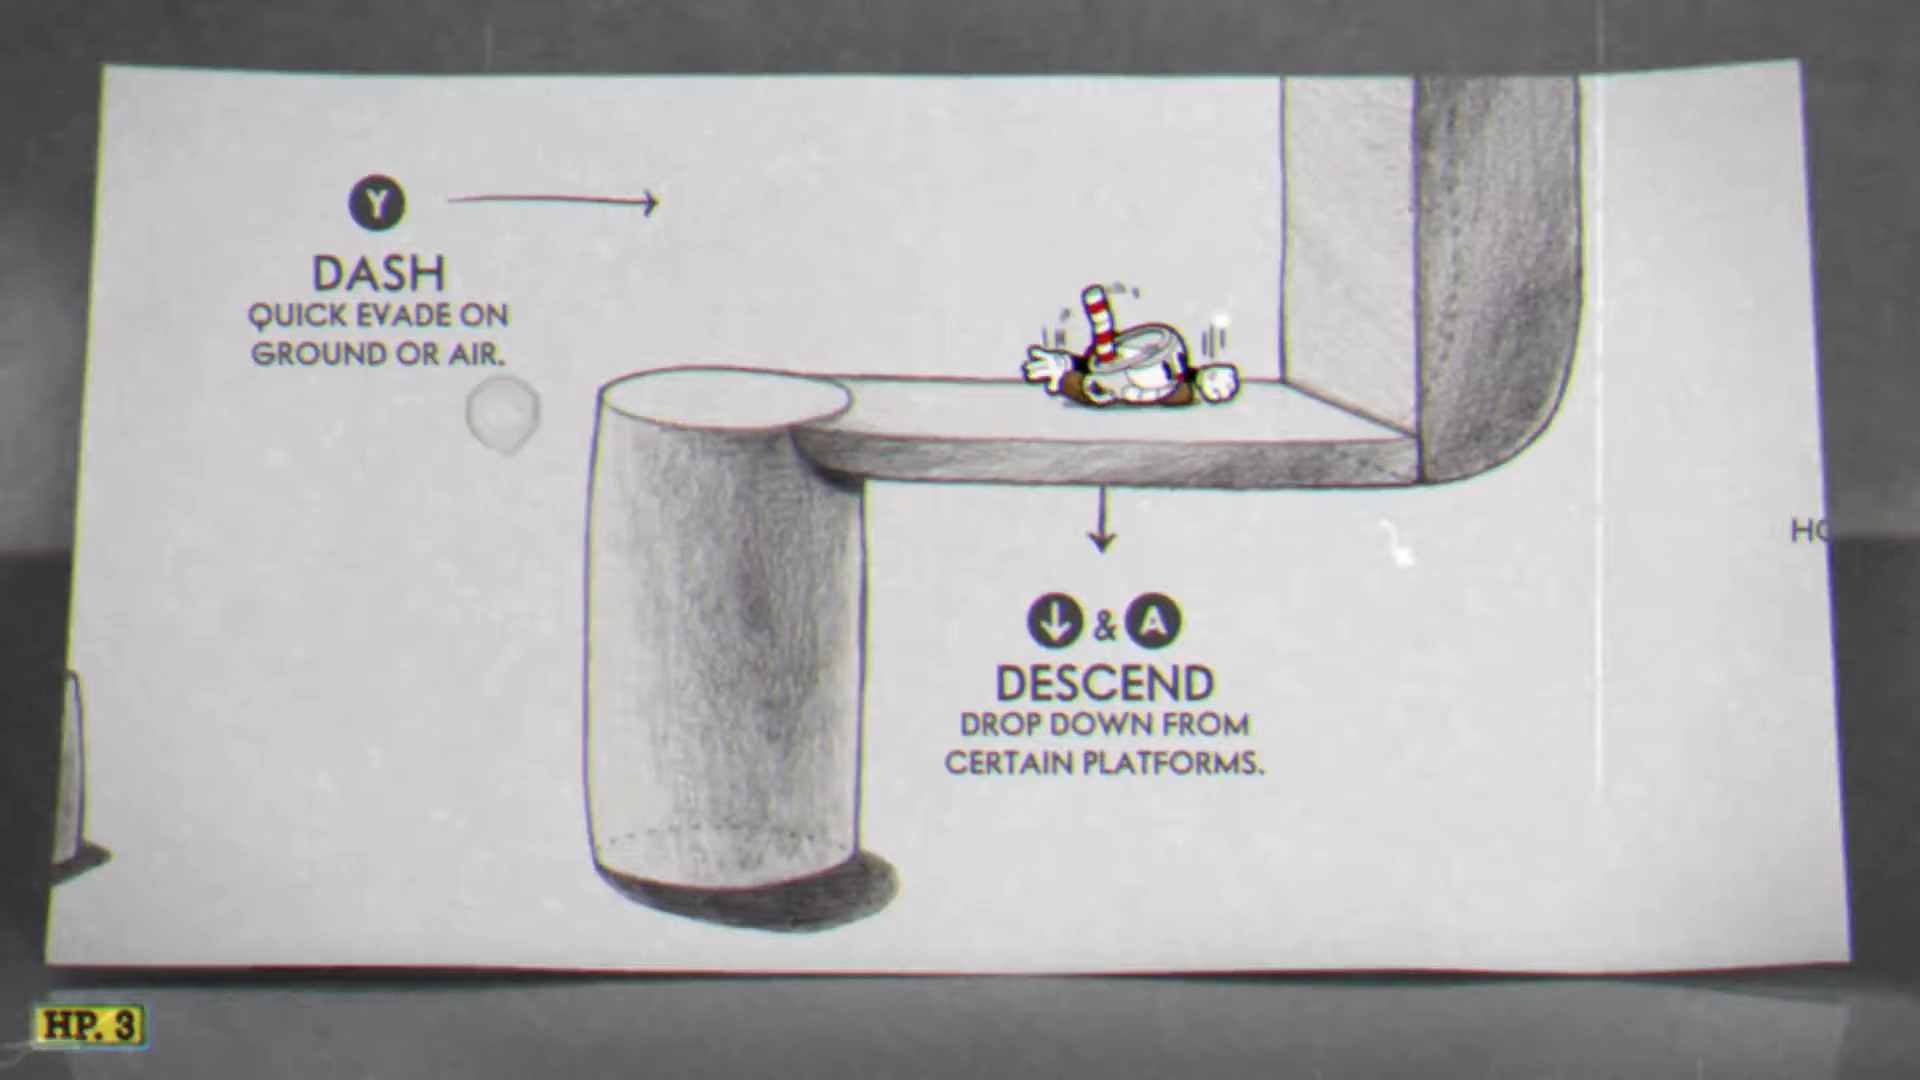 Y
DASH
QUICK EVADE ON
GROUND OR AIR.
& A
DESCEND
DROP DOWN FROM
CERTAIN PLATFORMS.
HP. 3